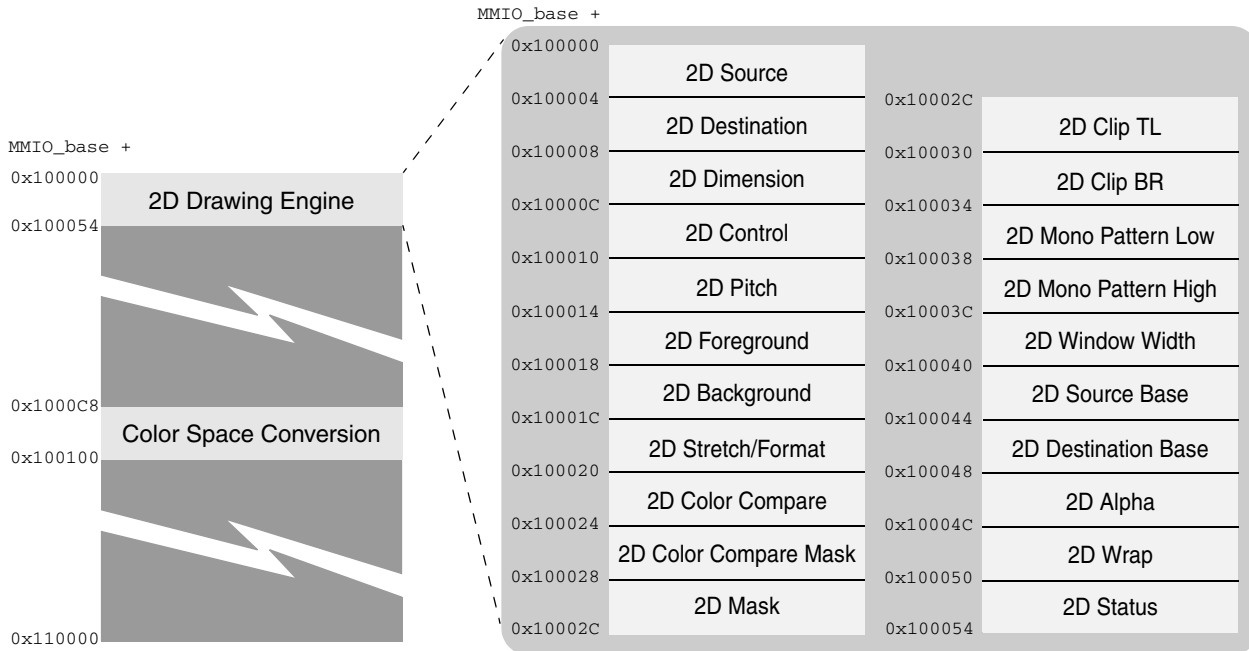 MMIO_base +
0x100000
2D Drawing Engine
0x100054
0x1000C8
Color Space Conversion
0x100100
0x110000
MMIO_base +
0x100000
2D Source
0x100004
2D Destination
0x100008
2D Dimension
0x10000C
2D Control
0x100010
2D Pitch
0x100014
2D Foreground
0x100018
2D Background
0x10001C
2D Stretch/Format
0x100020
2D Color Compare
0x100024
2D Color Compare Mask
0x100028
2D Mask
0x10002C
0x10002C
2D Clip TL
0x100030
2D Clip BR
0x100034
2D Mono Pattern Low
0x100038
2D Mono Pattern High
0x10003C
2D Window Width
0x100040
2D Source Base
0x100044
2D Destination Base
0x100048
2D Alpha
0x10004C
2D Wrap
0x100050
2D Status
0x100054